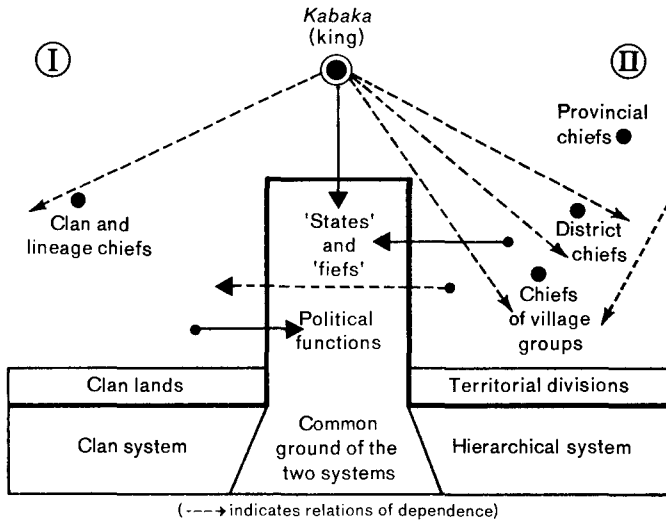 Kabaka
(king)
I
II
Provincial
chiefs
Clan and
lineage chiefs
'States'
and
'fiefs'
District
chiefs
Chiefs
of village
groups
Political
functions
Clan lands
Territorial divisions
Clan system
Common
ground of the
two systems
Hierarchical system
(---→ indicates relations of dependence)